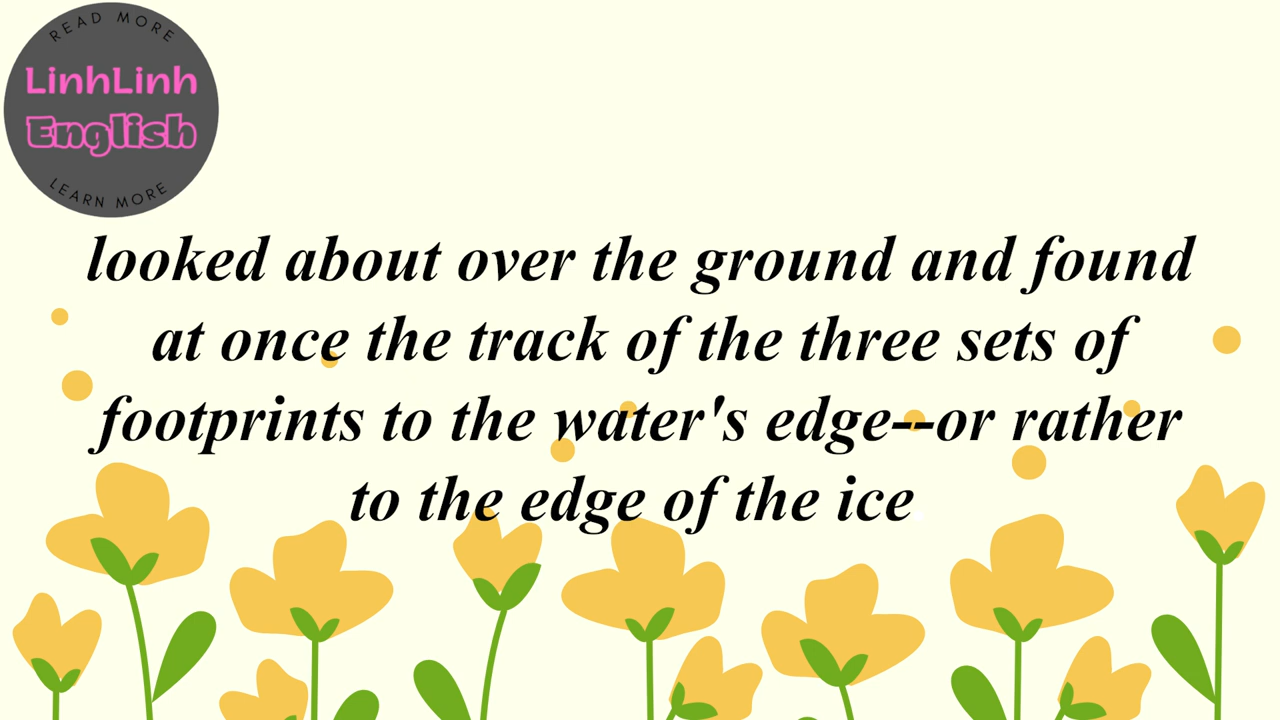 READ MORE
LinhLinh
English
LEARN MORE
looked about over the ground and found
at once the track of the three sets of
footprints to the water's edge--or rather
to the edge of the ice.